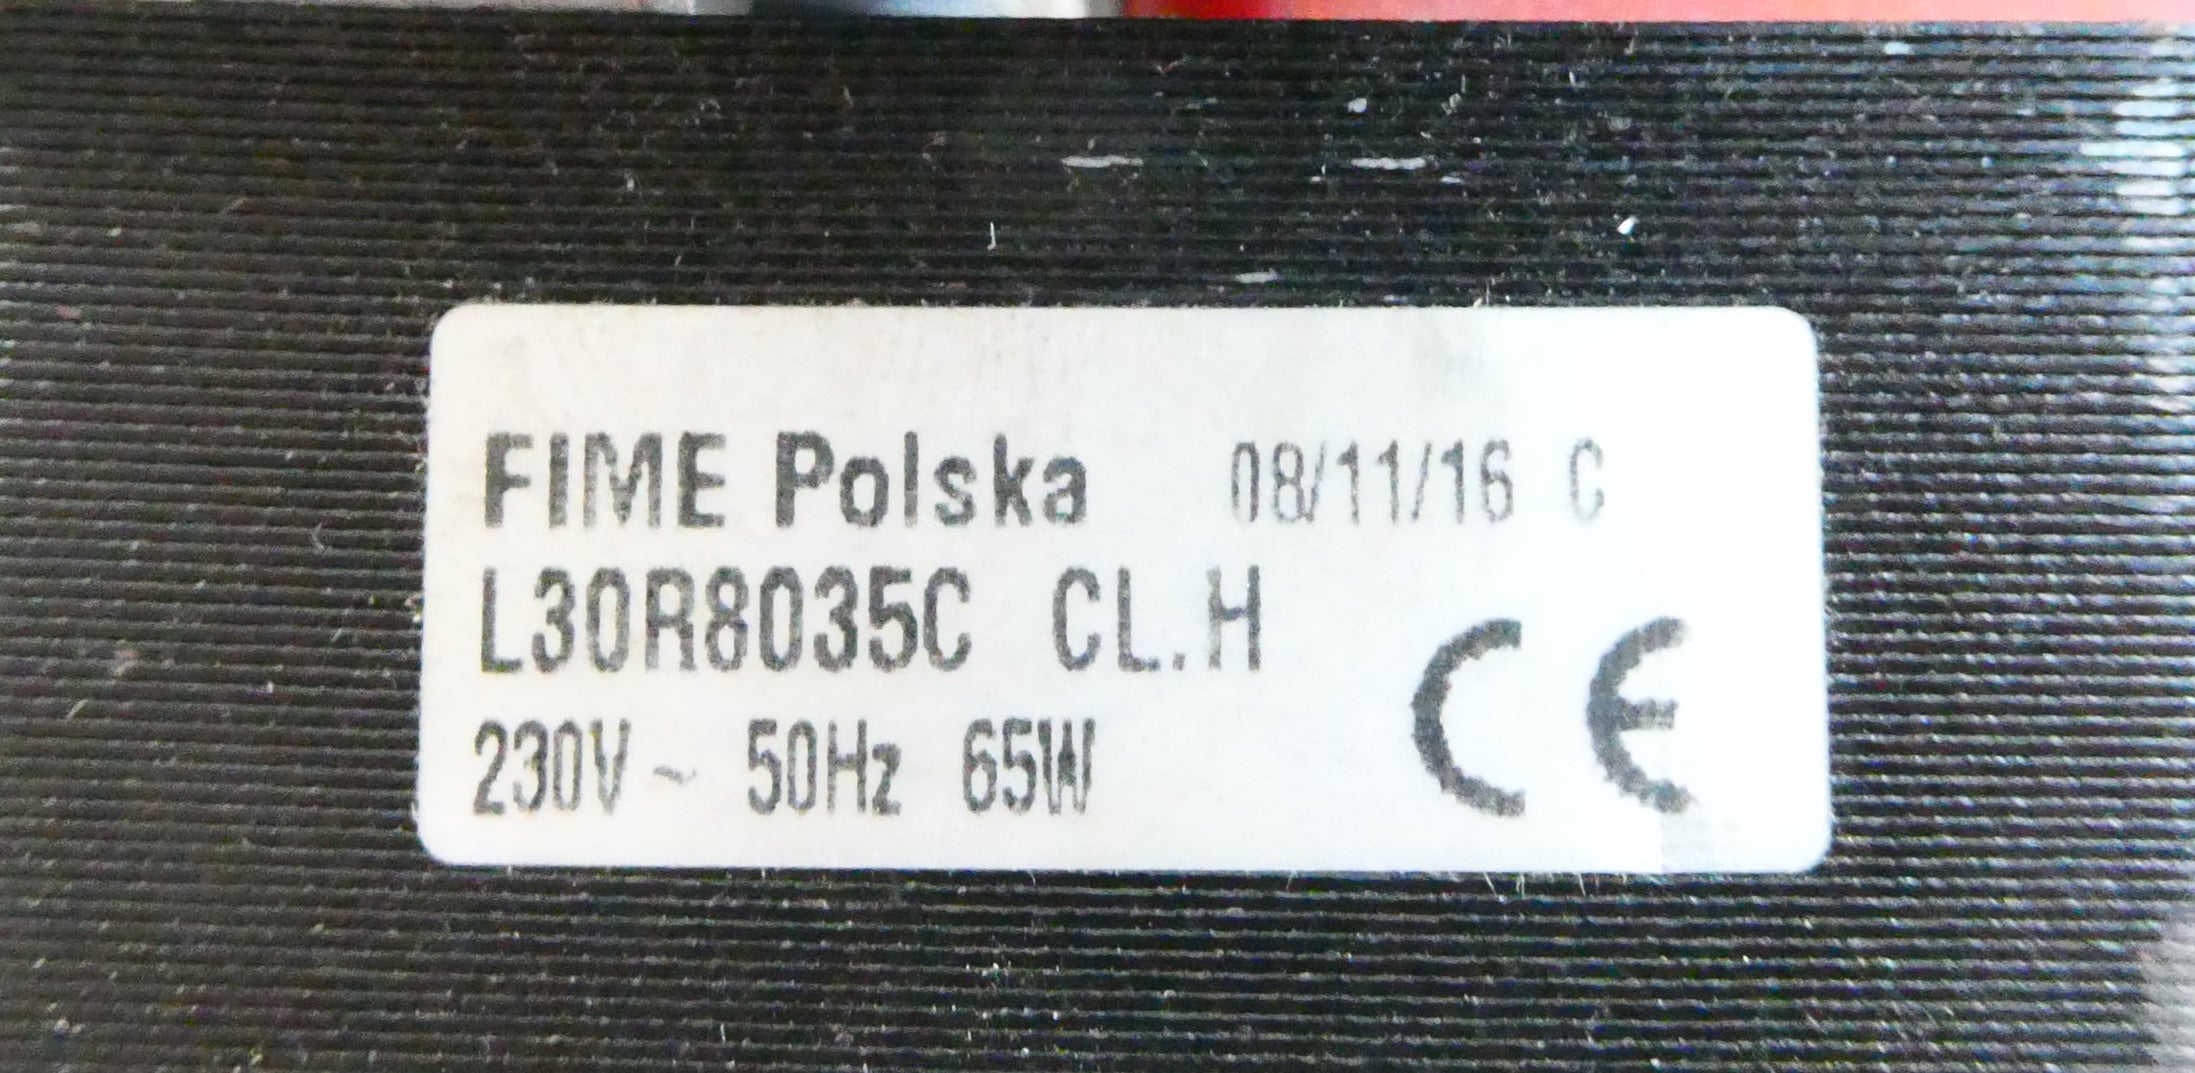 FIME Polska 08/11/16 C
L30R8035C CL.H
230V ~ 50Hz 65W
CE